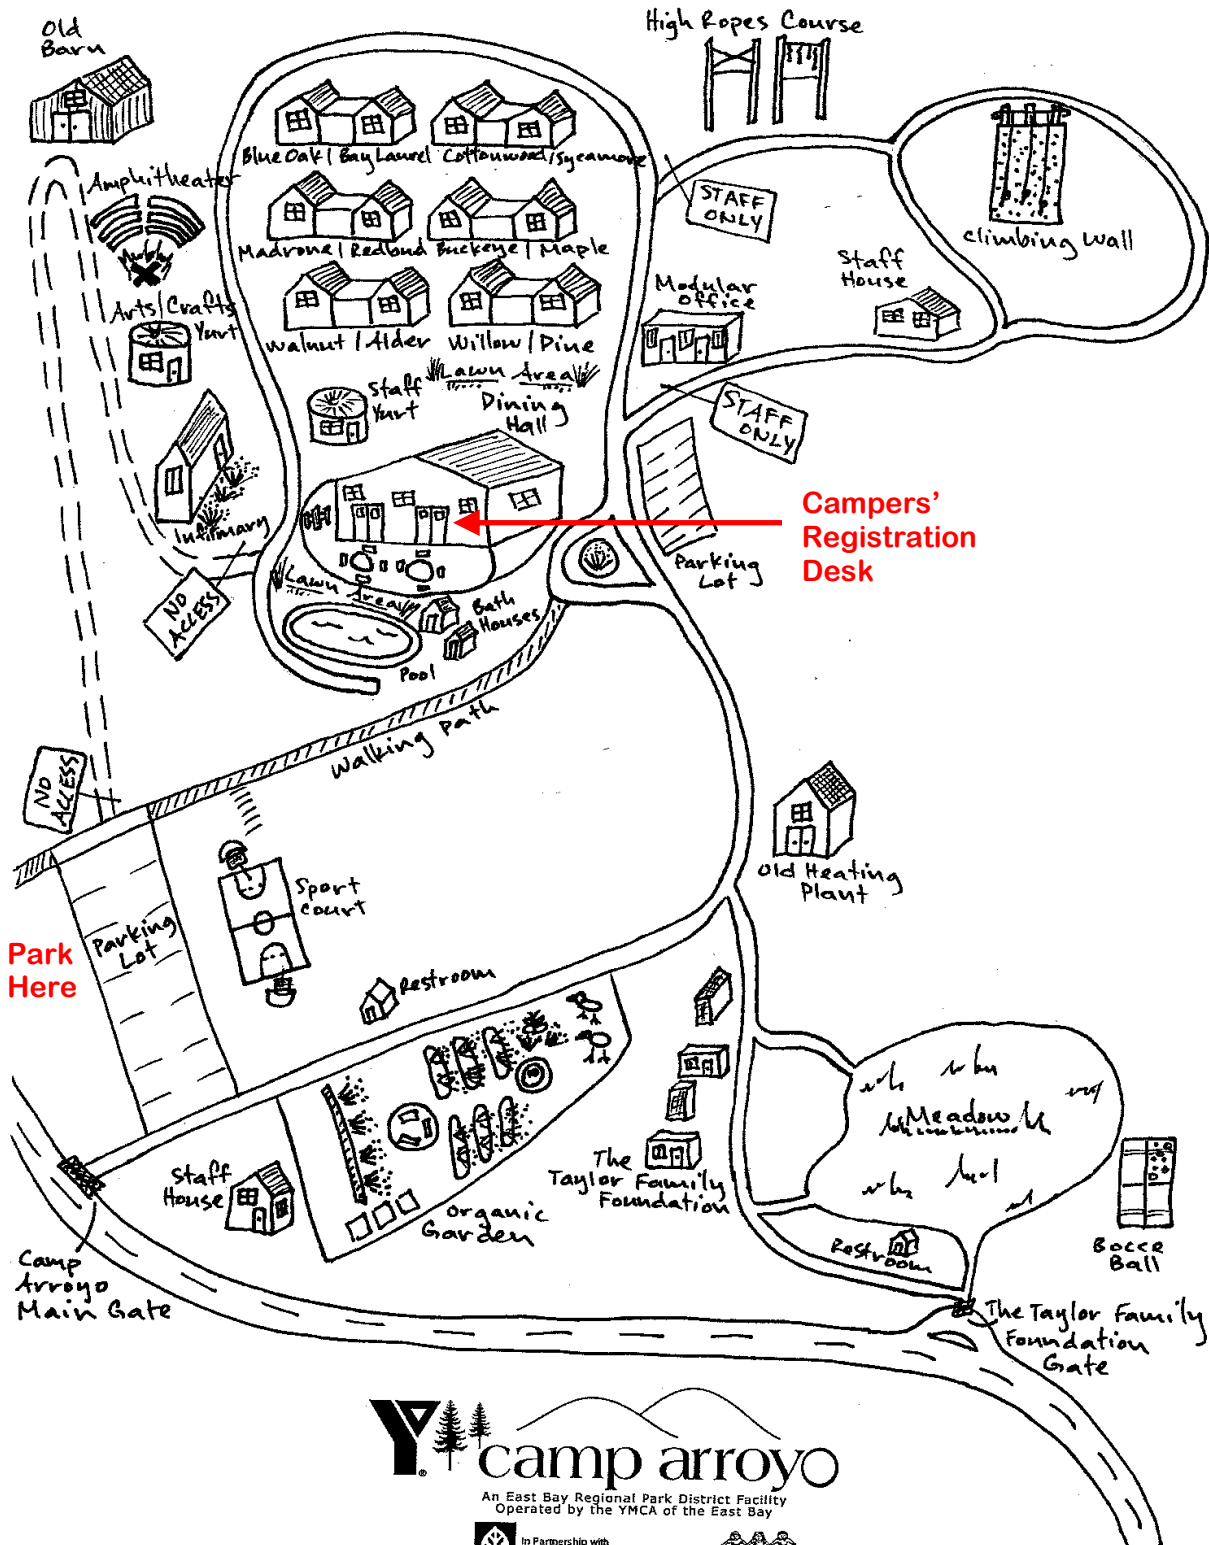 Old
Barn
High Ropes Course
Blue Oak / Bay Laurel
Cottonwood / Sycamore
Amphitheater
STAFF
ONLY
Climbing Wall
Madrone / Redbud
Buckeye / Maple
Staff
House
Modular
Office
Arts / Crafts
Yurt
Walnut / Alder
Willow / Pine
Lawn Area
Staff
Yurt
Dining
Hall
STAFF
ONLY
Campers'
Registration
Desk
Infirmary
Parking
Lot
NO
ACCESS
Lawn Area
Bath
Houses
Pool
Walking Path
NO
ACCESS
Old Heating
Plant
Sport
Court
Park
Here
Parking
Lot
Restroom
Meadow
The
Taylor Family
Foundation
Staff
House
Organic
Garden
Restroom
Bocce
Ball
Camp
Arroyo
Main Gate
The Taylor Family
Foundation
Gate
Y
®
camp arroyo
An East Bay Regional Park District Facility
Operated by the YMCA of the East Bay
In Partnership with